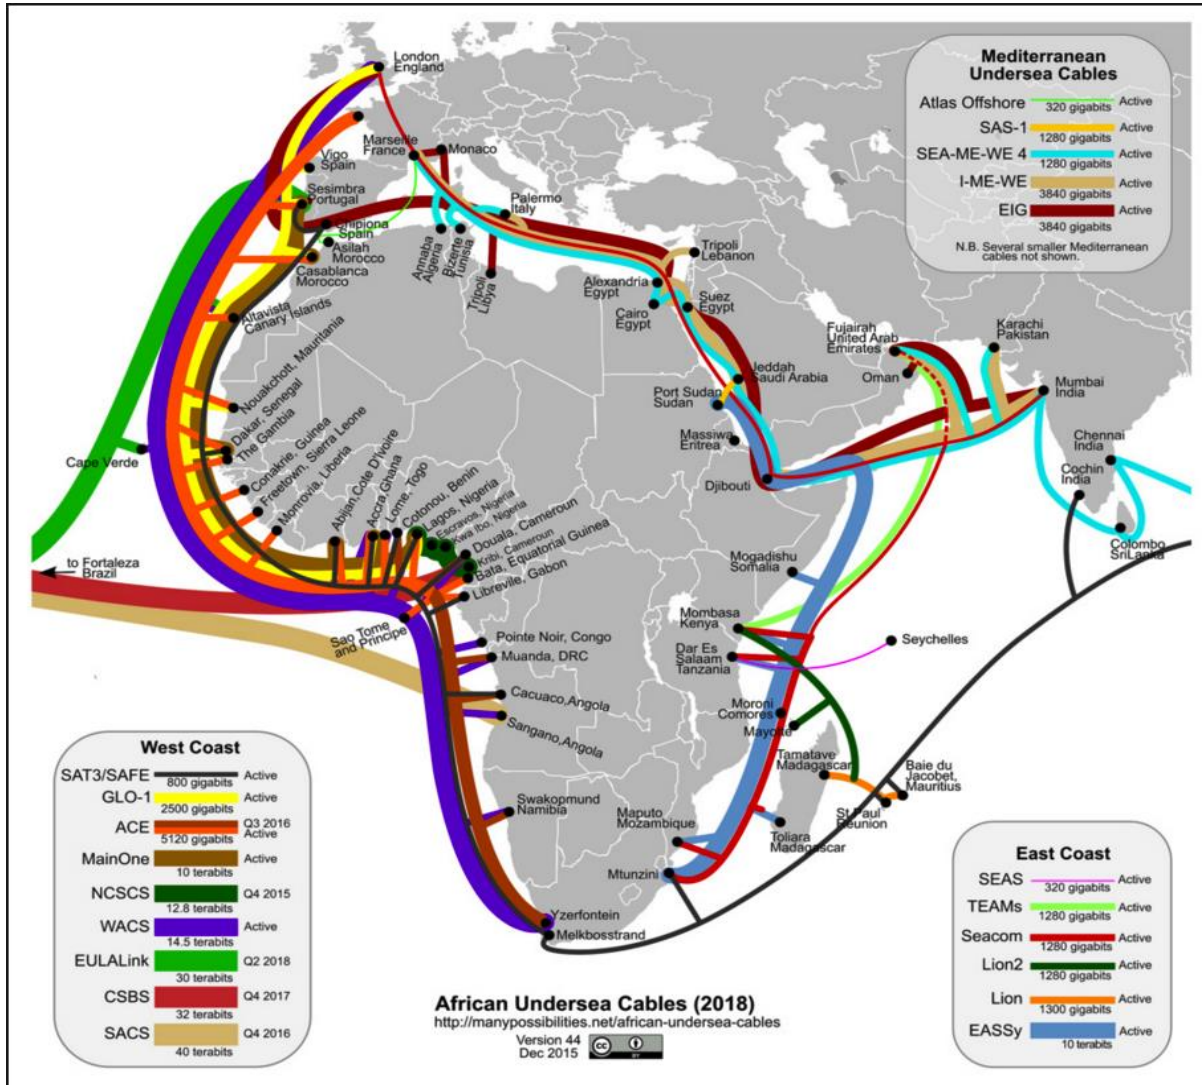 London
England
Marseille
France
Monaco
Vigo
Spain
Sesimbra
Portugal
Chipiona
Spain
Asilah
Morocco
Casablanca
Morocco
Palermo
Italy
Annaba
Algeria
Bizerte
Tunisia
Tripoli
Libya
Tripoli
Lebanon
Alexandria
Egypt
Cairo
Egypt
Suez
Egypt
Altavista
Canary Islands
Jeddah
Saudi Arabia
Port Sudan
Sudan
Massiwa
Eritrea
Djibouti
Fujairah
United Arab
Emirates
Oman
Karachi
Pakistan
Mumbai
India
Chennai
India
Cochin
India
Colombo
SriLanka
Nouakchott, Mauritania
Dakar, Senegal
The Gambia
Conakrie, Guinea
Freetown, Sierra Leone
Monrovia, Liberia
Abijan,Cote D'Ivoire
Accra,Ghana
Lome, Togo
Cotonou, Benin
Lagos, Nigeria
Escravos, Nigeria
Kwa Ibo, Nigeria
Douala, Cameroun
Kribi, Cameroun
Bata, Equatorial Guinea
Libreville, Gabon
Cape Verde
to Fortaleza
Brazil
Sao Tome
and Principe
Pointe Noir, Congo
Muanda, DRC
Cacuaco,Angola
Sangano,Angola
Swakopmund
Namibia
Yzerfontein
Melkbosstrand
Mogadishu
Somalia
Mombasa
Kenya
Dar Es
Salaam
Tanzania
Seychelles
Moroni
Comores
Mayotte
Tamatave
Madagascar
Baie du
Jacobet,
Mauritius
St Paul
Reunion
Toliara
Madagascar
Maputo
Mozambique
Mtunzini
Mediterranean
Undersea Cables
Atlas Offshore 320 gigabits Active
SAS-1 1280 gigabits Active
SEA-ME-WE 4 1280 gigabits Active
I-ME-WE 3840 gigabits Active
EIG 3840 gigabits Active
N.B. Several smaller Mediterranean
cables not shown.
West Coast
SAT3/SAFE 800 gigabits Active
GLO-1 2500 gigabits Active
ACE 5120 gigabits Q3 2016 Active
MainOne 10 terabits Active
NCSCS 12.8 terabits Q4 2015
WACS 14.5 terabits Active
EULALink 30 terabits Q2 2018
CSBS 32 terabits Q4 2017
SACS 40 terabits Q4 2016
East Coast
SEAS 320 gigabits Active
TEAMs 1280 gigabits Active
Seacom 1280 gigabits Active
Lion2 1280 gigabits Active
Lion 1300 gigabits Active
EASSy 10 terabits Active
African Undersea Cables (2018)
http://manypossibilities.net/african-undersea-cables
Version 44
Dec 2015
cc
BY